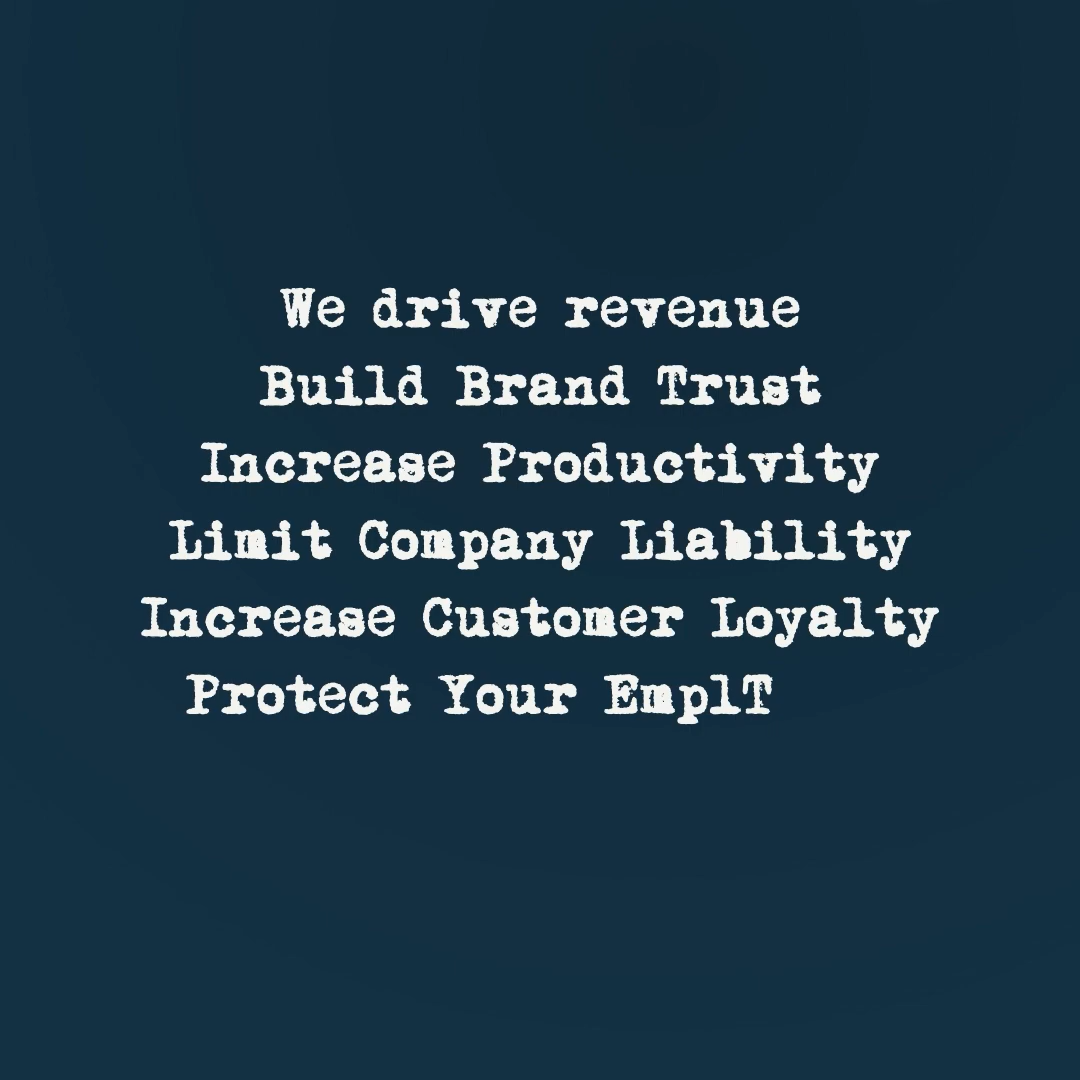 We drive revenue
Build Brand Trust
Increase Productivity
Limit Company Liability
Increase Customer Loyalty
Protect Your EmplT